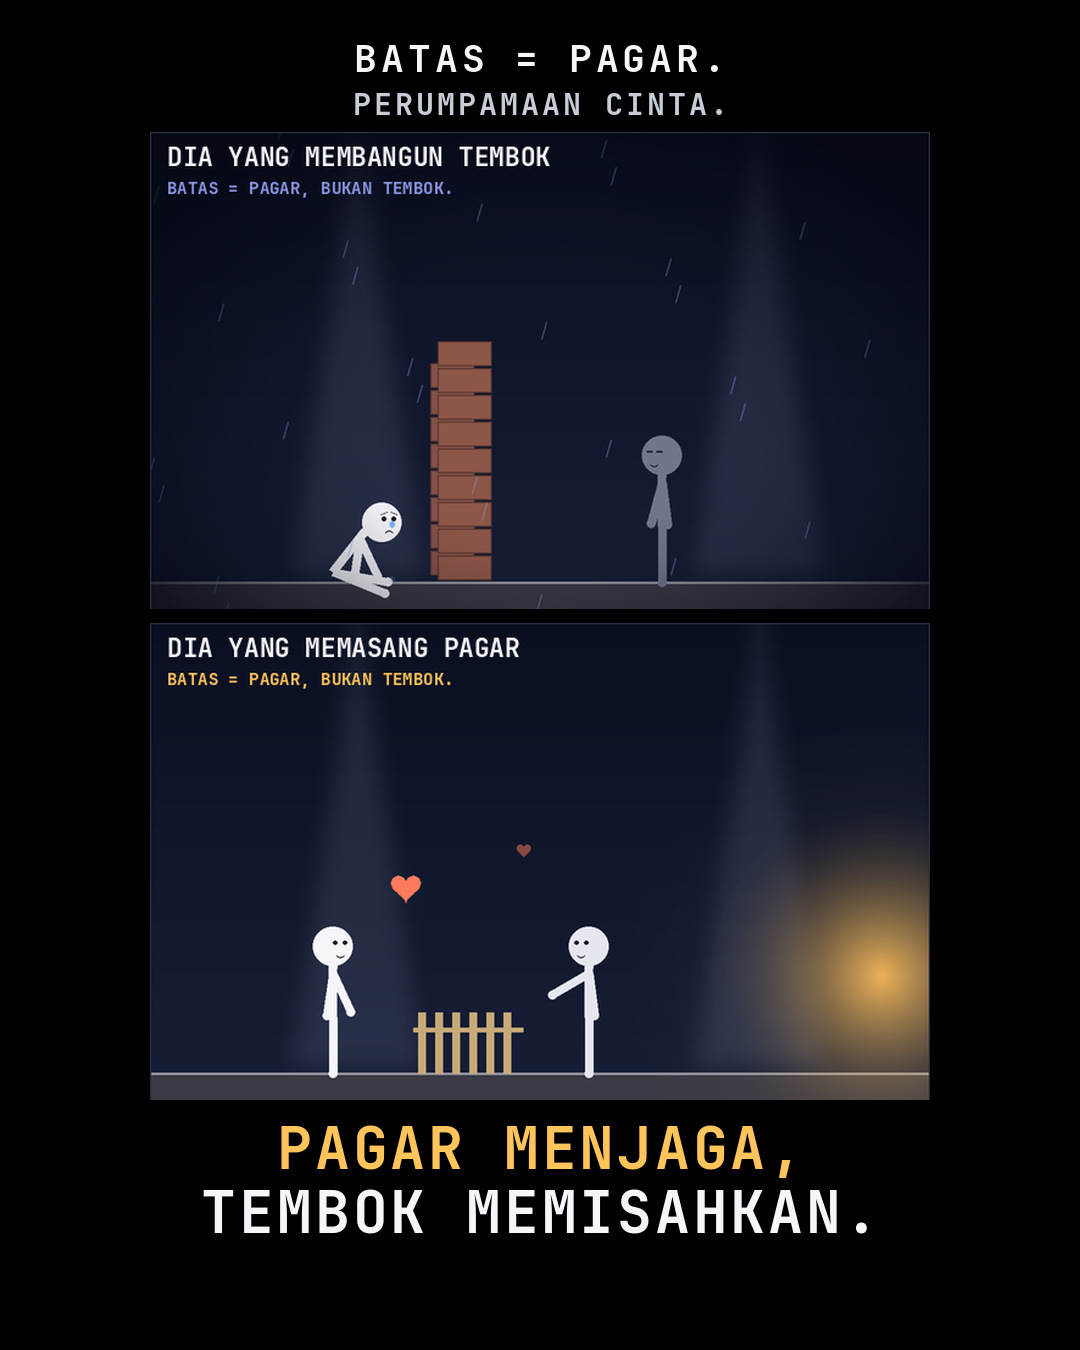 BATAS = PAGAR.
PERUMPAMAAN CINTA.
DIA YANG MEMBANGUN TEMBOK
BATAS = PAGAR, BUKAN TEMBOK.
DIA YANG MEMASANG PAGAR
BATAS = PAGAR, BUKAN TEMBOK.
PAGAR MENJAGA,
TEMBOK MEMISAHKAN.